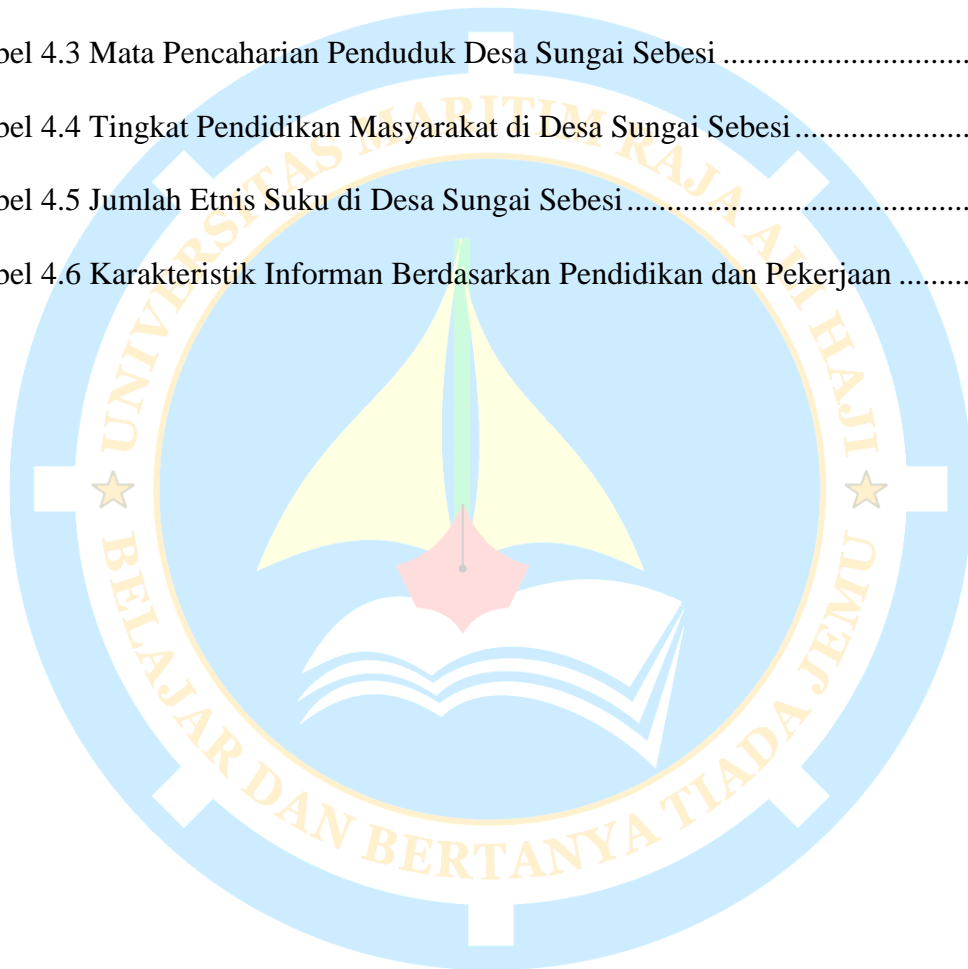 bel 4.3 Mata Pencaharian Penduduk Desa Sungai Sebesi ...........................
bel 4.4 Tingkat Pendidikan Masyarakat di Desa Sungai Sebesi ...................
bel 4.5 Jumlah Etnis Suku di Desa Sungai Sebesi .....................................
bel 4.6 Karakteristik Informan Berdasarkan Pendidikan dan Pekerjaan .........
UNIVERSITAS MARITIM RAJA ALI HAJI
BELAJAR DAN BERTANYA TIADA JEMU